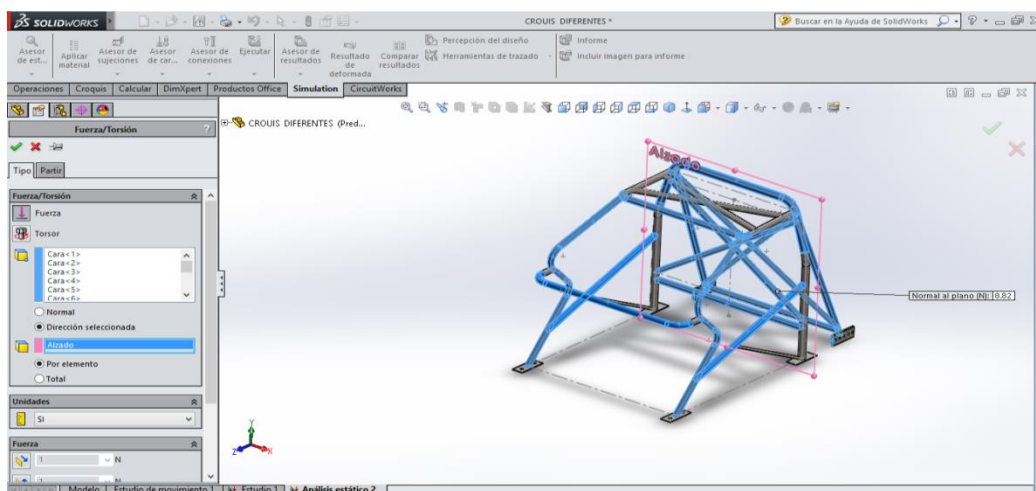 SOLIDWORKS
CROUIS DIFERENTES *
Buscar en la Ayuda de SolidWorks
Asesor de est...
Aplicar material
Asesor de sujeciones
Asesor de car...
Asesor de conexiones
Ejecutar
Asesor de resultados
Resultado de deformada
Comparar resultados
Percepción del diseño
Herramientas de trazado
Informe
Incluir imagen para informe
Operaciones Croquis Calcular DimXpert Productos Office Simulation CircuitWorks
CROUIS DIFERENTES (Pred...
Fuerza/Torsión ?
Tipo Partir
Fuerza/Torsión
Fuerza
Torsor
Cara<1>
Cara<2>
Cara<3>
Cara<4>
Cara<5>
Cara<6>
Normal
Dirección seleccionada
Alzado
Por elemento
Total
Unidades
SI
Fuerza
1 N
1 N
Alzado
Normal al plano (N): 8.82
Y
Z X
Modelo Estudio de movimiento 1 Estudio 1 Análisis estático 2